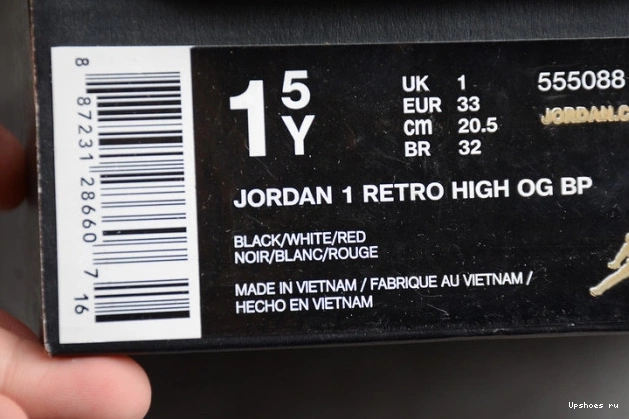 8 87231 28660 7 16
1 5 Y
UK 1
EUR 33
cm 20.5
BR 32
555088
JORDAN.C
JORDAN 1 RETRO HIGH OG BP
BLACK/WHITE/RED
NOIR/BLANC/ROUGE
MADE IN VIETNAM / FABRIQUE AU VIETNAM /
HECHO EN VIETNAM
Upshoes ru